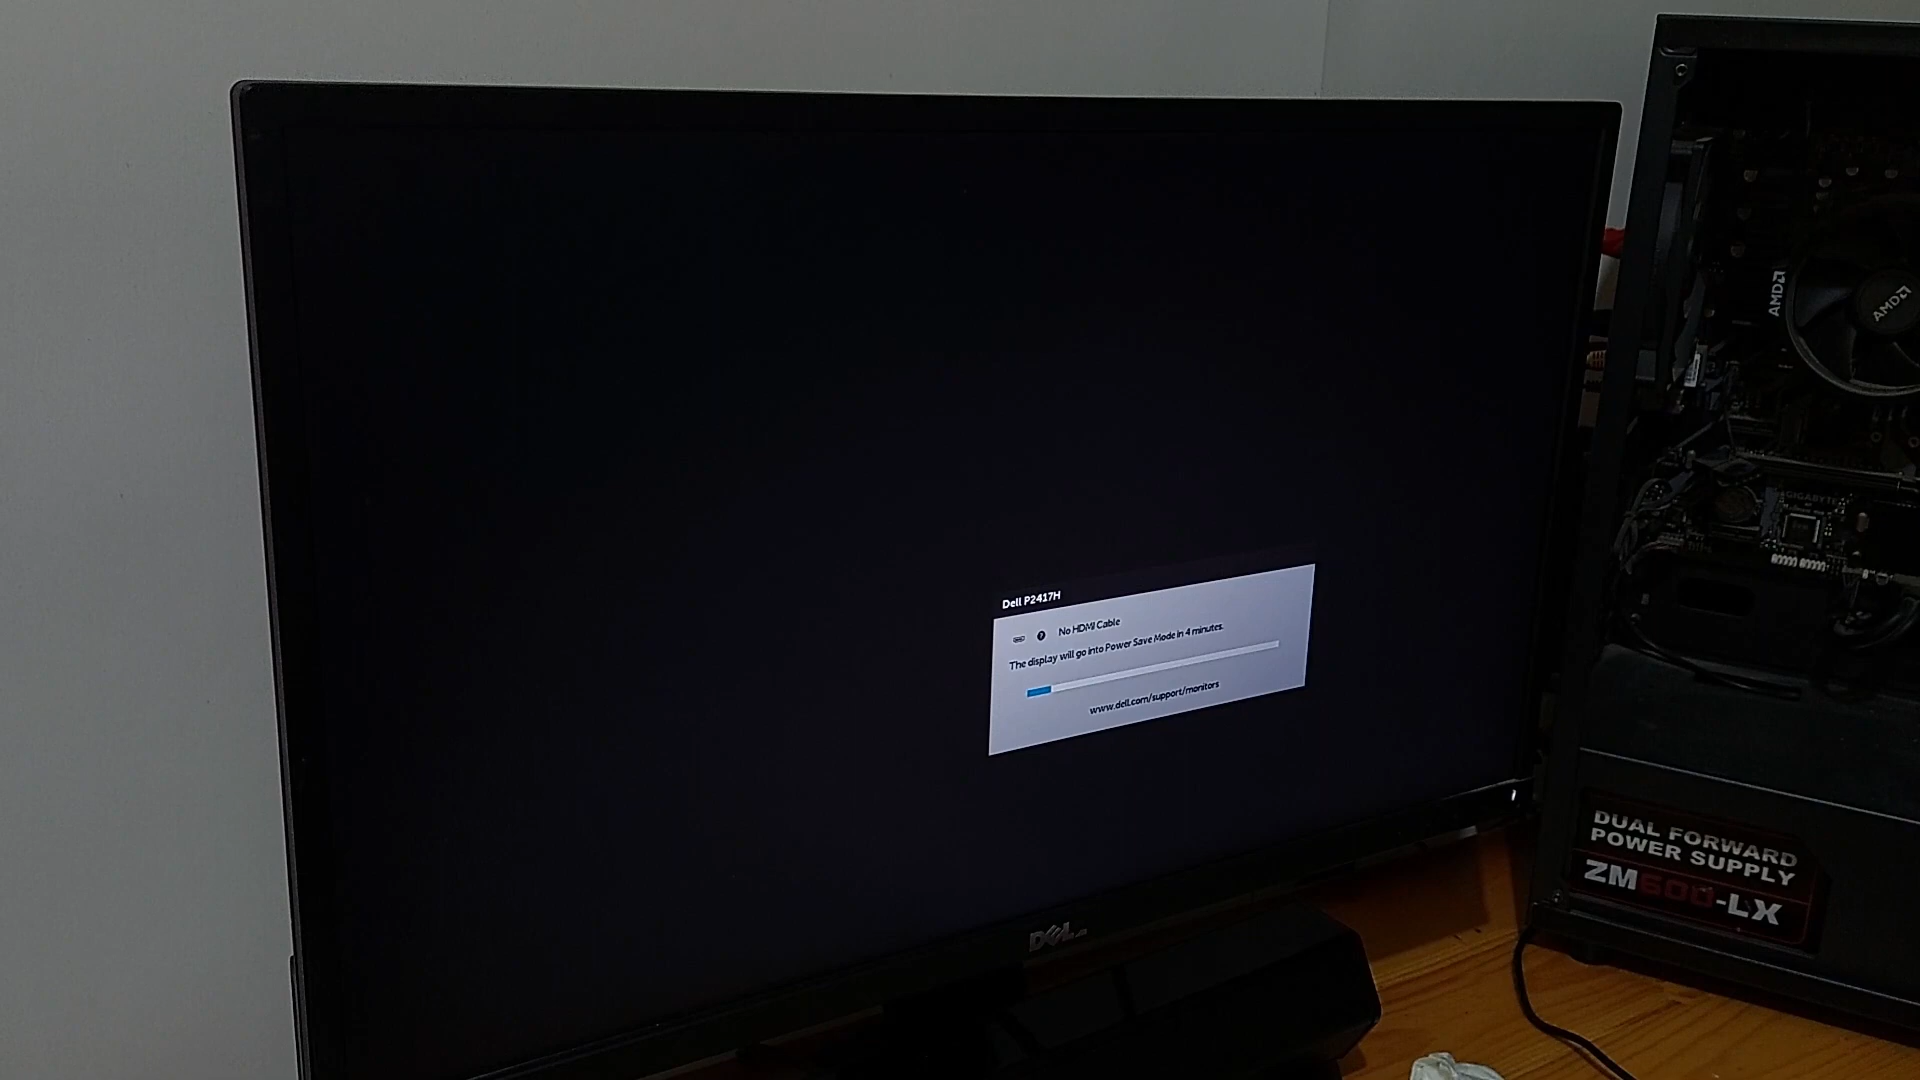 Dell P2417H
No HDMI Cable
The display will go into Power Save Mode in 4 minutes.
www.dell.com/support/monitors
DELL
AMD
AMD
GIGABYTE
DUAL FORWARD
POWER SUPPLY
ZM600-LX